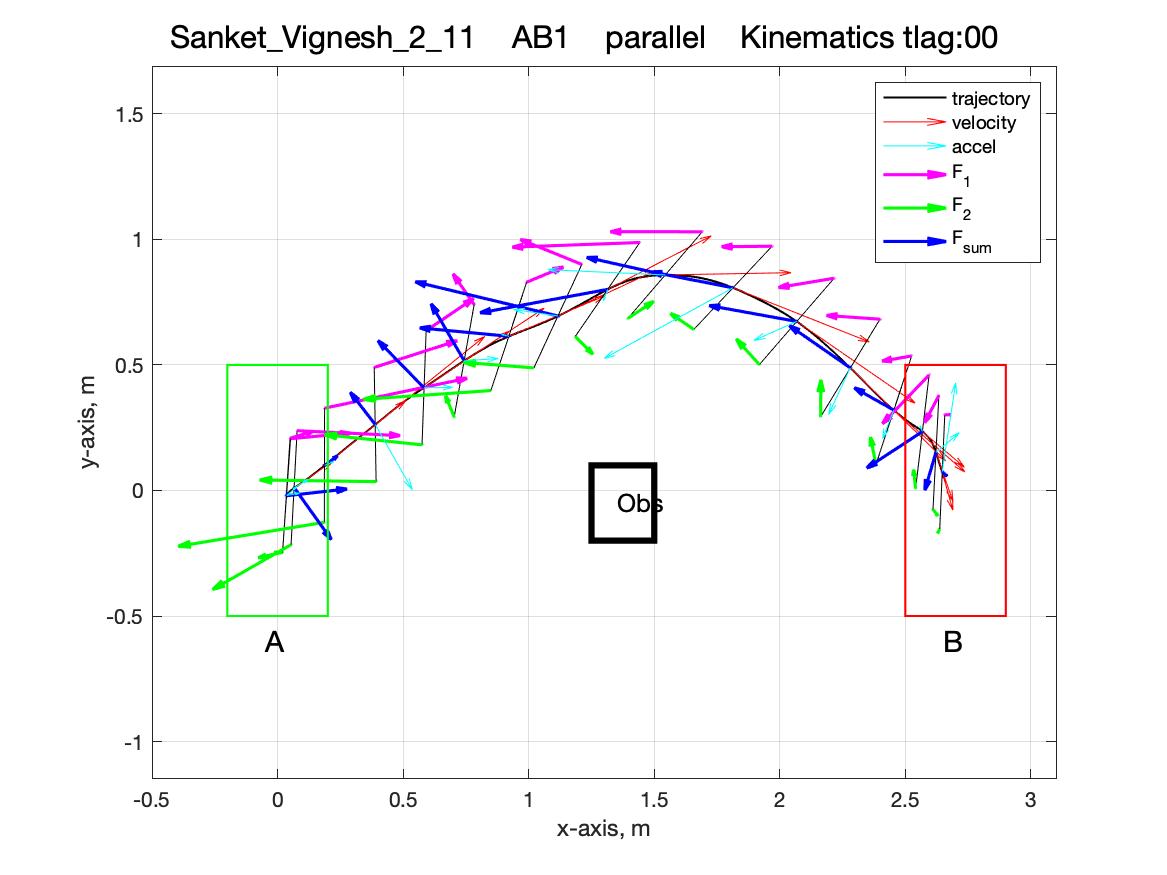 Sanket_Vignesh_2_11 AB1 parallel Kinematics tlag:00
trajectory
velocity
accel
F1
F2
Fsum
1.5
1
0.5
0
-0.5
-1
y-axis, m
Obs
A
B
-0.5 0 0.5 1 1.5 2 2.5 3
x-axis, m